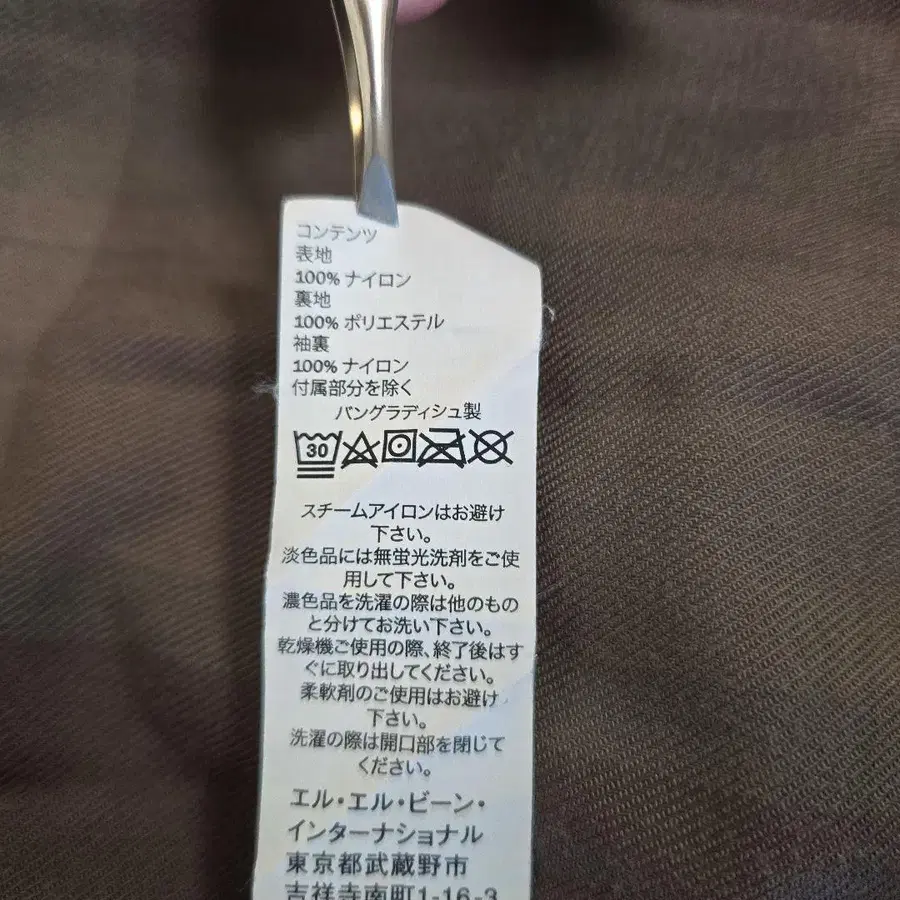 コンテンツ
表地
100% ナイロン
裏地
100% ポリエステル
袖裏
100% ナイロン
付属部分を除く
バングラディシュ製
30
スチームアイロンはお避け
下さい。
淡色品には無蛍光洗剤をご使
用して下さい。
濃色品を洗濯の際は他のもの
と分けてお洗い下さい。
乾燥機ご使用の際、終了後はす
ぐに取り出してください。
柔軟剤のご使用はお避け
下さい。
洗濯の際は開口部を閉じて
ください。
エル・エル・ビーン・
インターナショナル
東京都武蔵野市
吉祥寺南町1-16-3